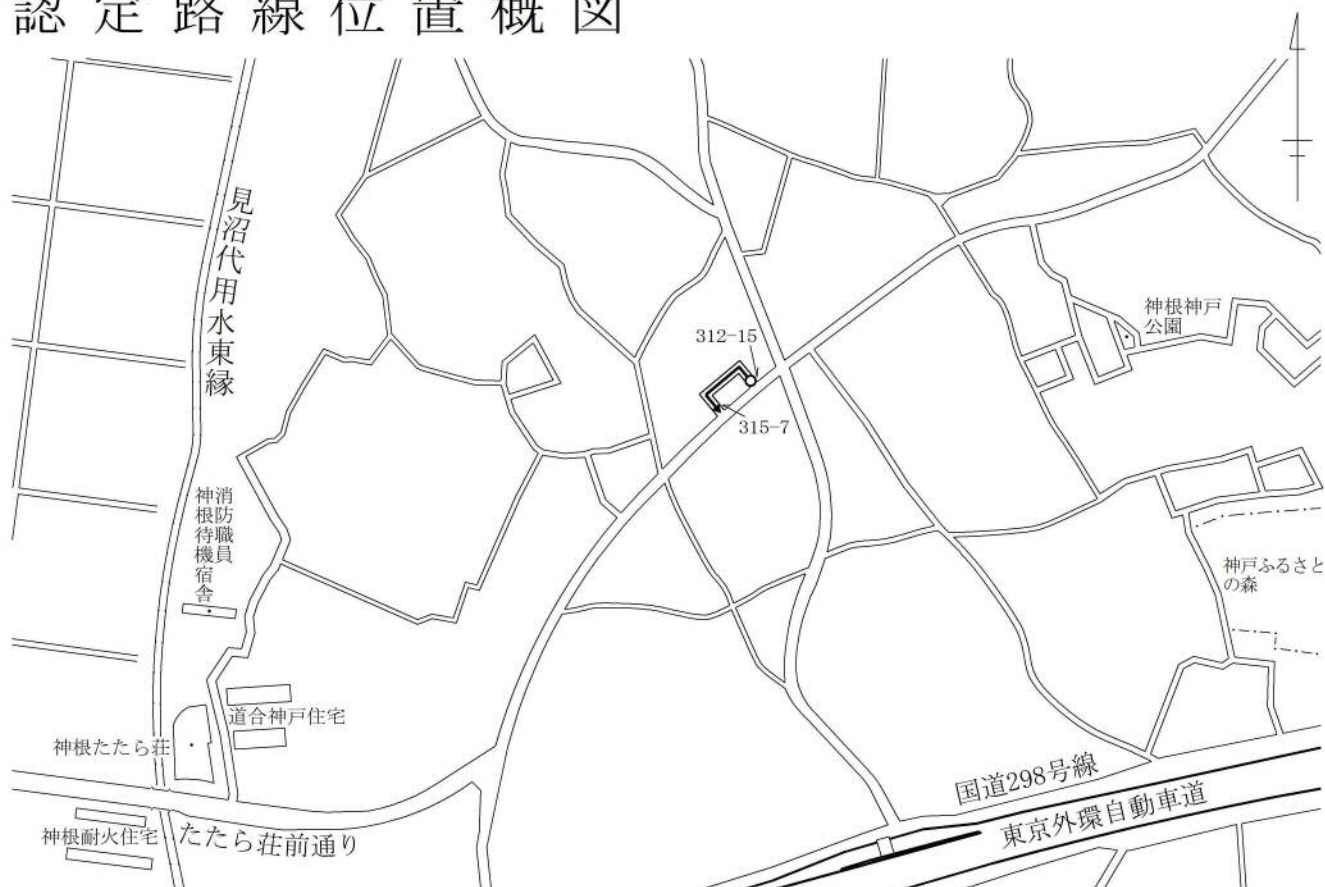 認定路線位置概図
見沼代用水東縁
312-15
315-7
神根神戸
公園
消防職員
神根待機宿舎
神戸ふるさと
の森
道合神戸住宅
神根たたら荘
神根耐火住宅
たたら荘前通り
国道298号線
東京外環自動車道